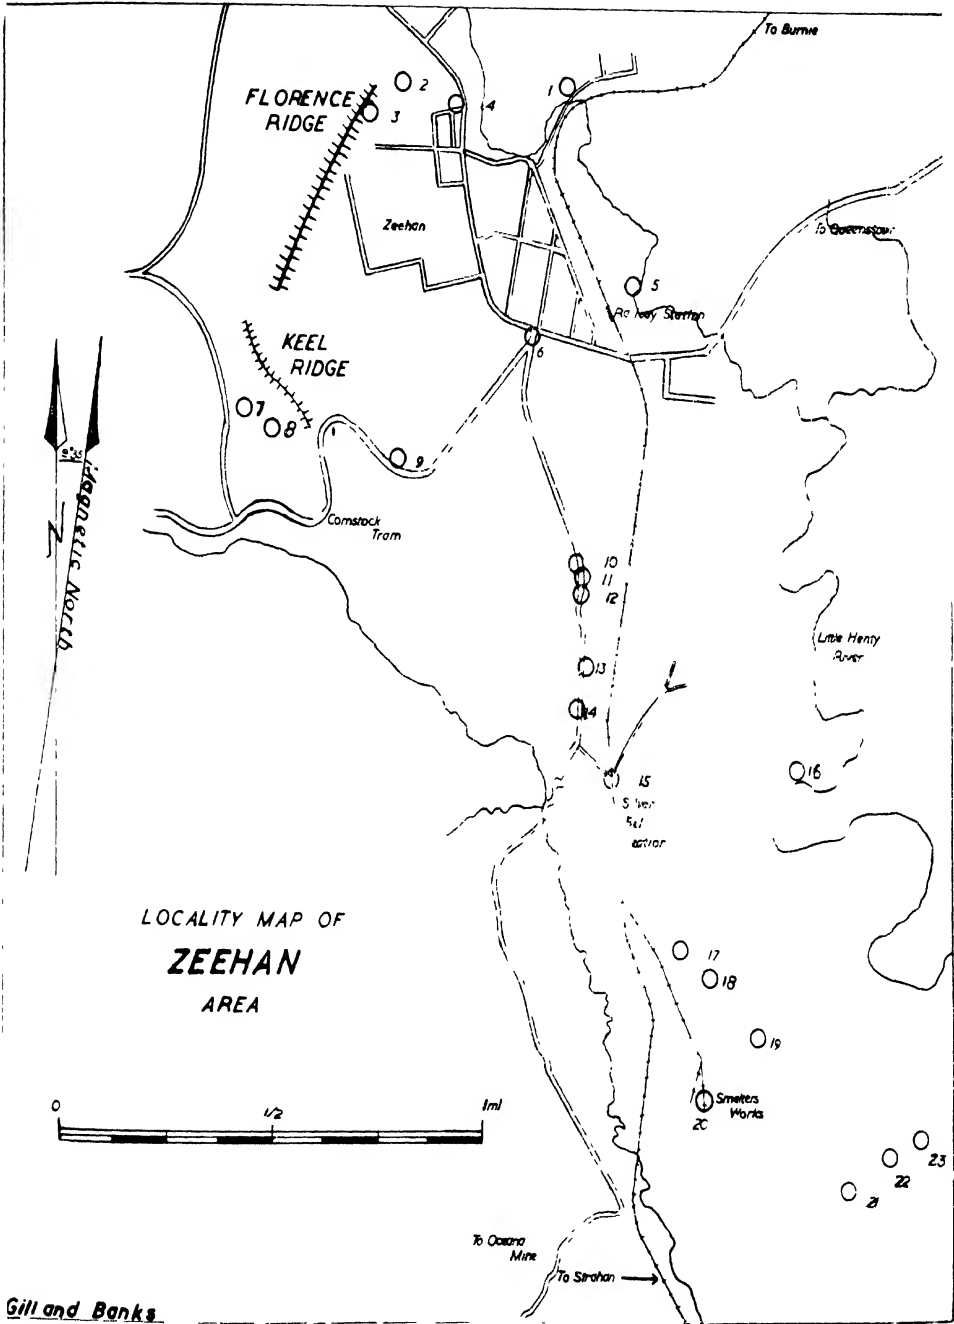 To Burnie
FLORENCE
RIDGE
2
1
3
4
Zeehan
To
5
Station
6
KEEL
RIDGE
7
8
9
Magnetic North
N
Comstock
Tram
10
11
12
Little Henty
River
13
14
15
16
LOCALITY MAP OF
ZEEHAN
AREA
17
18
19
0
1/2
1ml
Smelters
Works
20
23
22
21
To Oceana
Mine
To Strahan
Gill and Banks